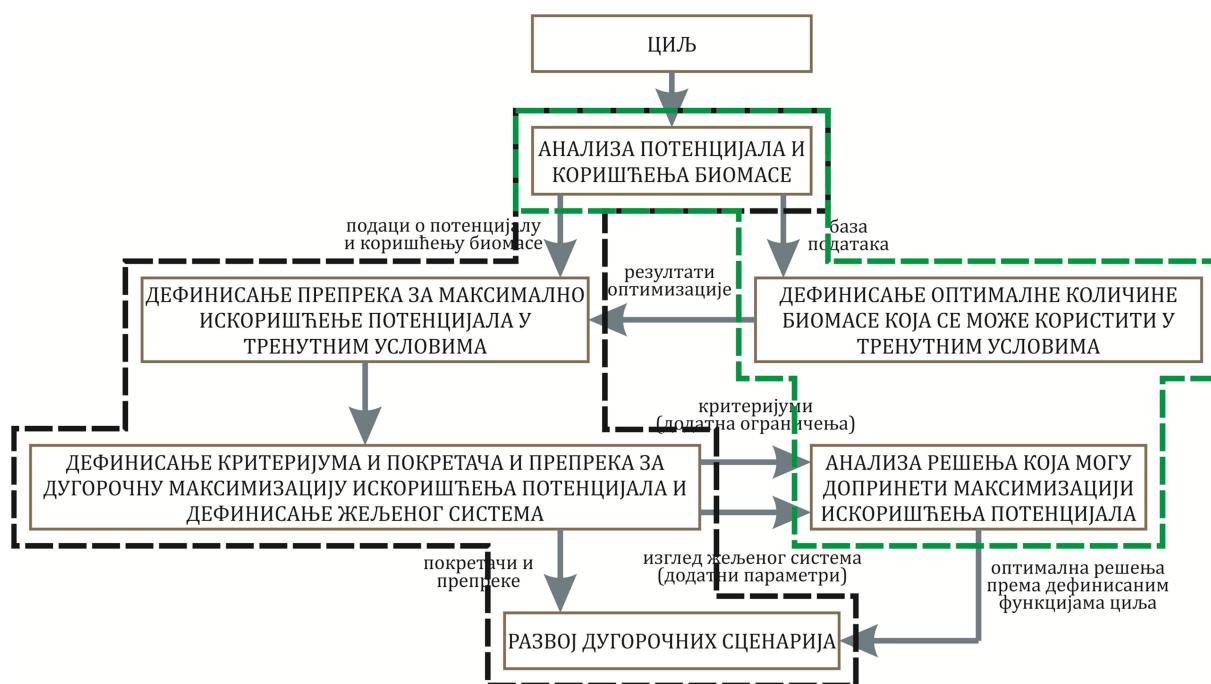 ЦИЉ
АНАЛИЗА ПОТЕНЦИЈАЛА И
КОРИШЋЕЊА БИОМАСЕ
подаци о потенцијалу
и коришћењу биомасе
база
података
резултати
оптимизације
ДЕФИНИСАЊЕ ПРЕПРЕКА ЗА МАКСИМАЛНО
ИСКОРИШЋЕЊЕ ПОТЕНЦИЈАЛА У
ТРЕНУТНИМ УСЛОВИМА
ДЕФИНИСАЊЕ ОПТИМАЛНЕ КОЛИЧИНЕ
БИОМАСЕ КОЈА СЕ МОЖЕ КОРИСТИТИ У
ТРЕНУТНИМ УСЛОВИМА
критеријуми
(додатна ограничења)
ДЕФИНИСАЊЕ КРИТЕРИЈУМА И ПОКРЕТАЧА И ПРЕПРЕКА ЗА
ДУГОРОЧНУ МАКСИМИЗАЦИЈУ ИСКОРИШЋЕЊА ПОТЕНЦИЈАЛА И
ДЕФИНИСАЊЕ ЖЕЉЕНОГ СИСТЕМА
АНАЛИЗА РЕШЕЊА КОЈА МОГУ
ДОПРИНЕТИ МАКСИМИЗАЦИЈИ
ИСКОРИШЋЕЊА ПОТЕНЦИЈАЛА
покретачи и
препреке
изглед жељеног система
(додатни параметри)
оптимална решења
према дефинисаним
функцијама циља
РАЗВОЈ ДУГОРОЧНИХ СЦЕНАРИЈА